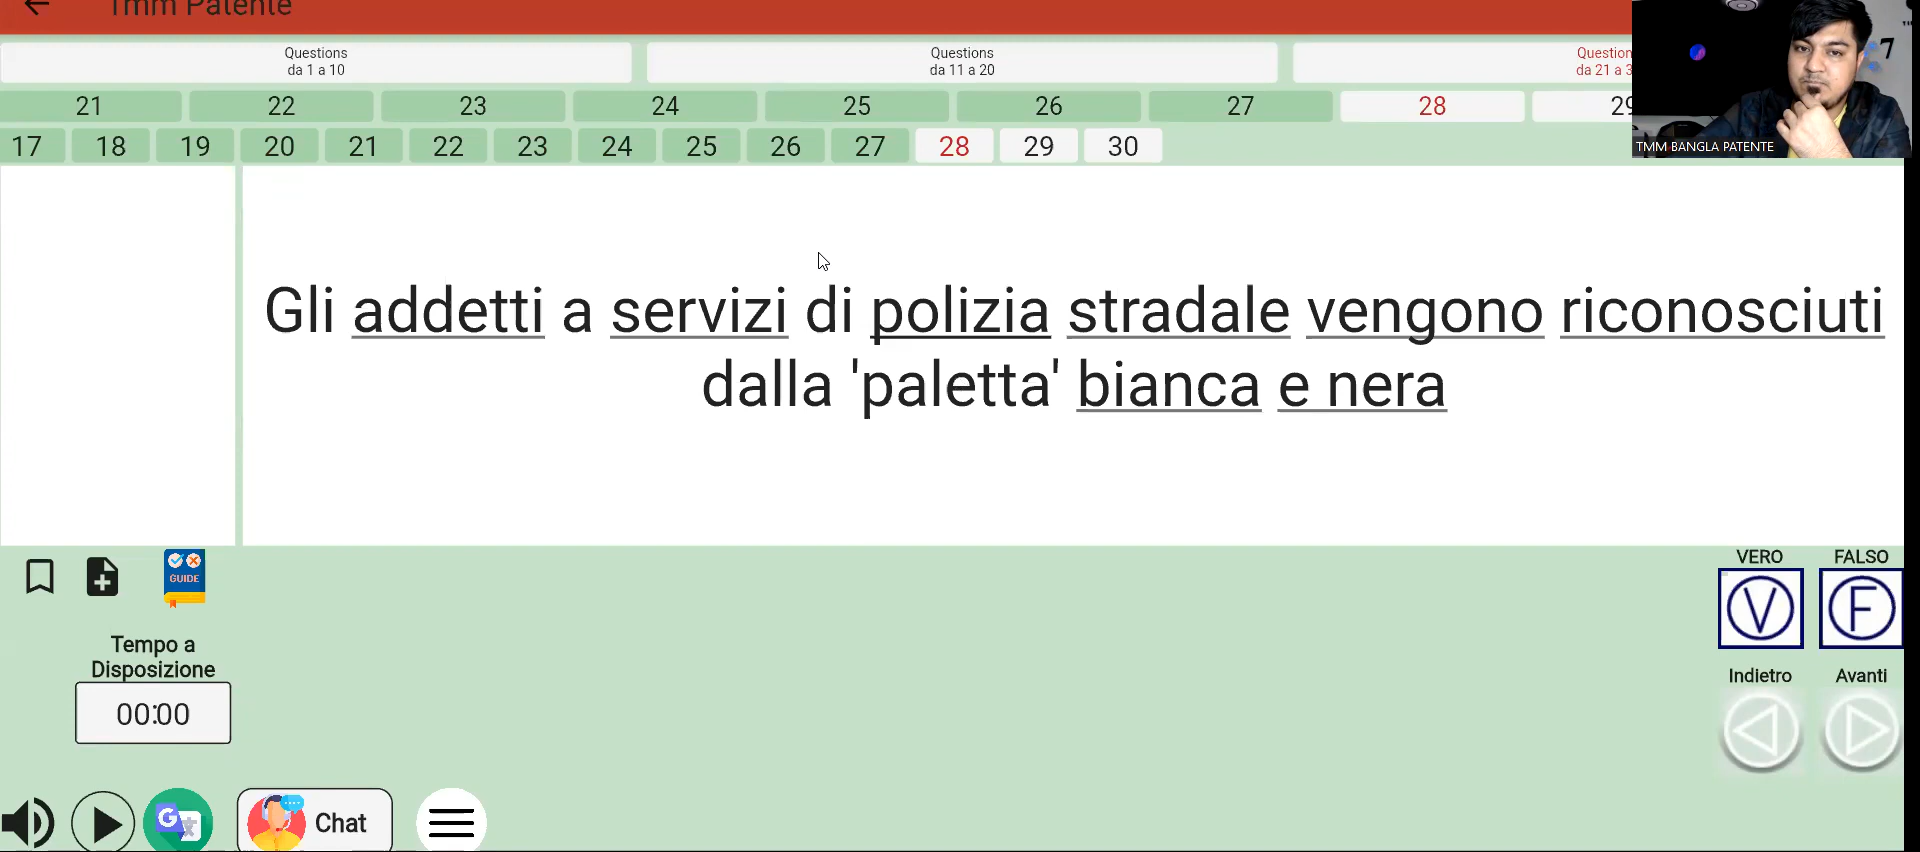 Tmm Patente
Questions
da 1 a 10
Questions
da 11 a 20
Question
da 21 a 3
21 22 23 24 25 26 27 28 29
17 18 19 20 21 22 23 24 25 26 27 28 29 30
7
TMM BANGLA PATENTE
Gli addetti a servizi di polizia stradale vengono riconosciuti
dalla 'paletta' bianca e nera
GUIDE
VERO FALSO
V F
Tempo a
Disposizione
00:00
Indietro Avanti
G
Chat